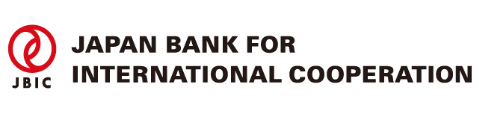 JAPAN BANK FOR
INTERNATIONAL COOPERATION
JBIC